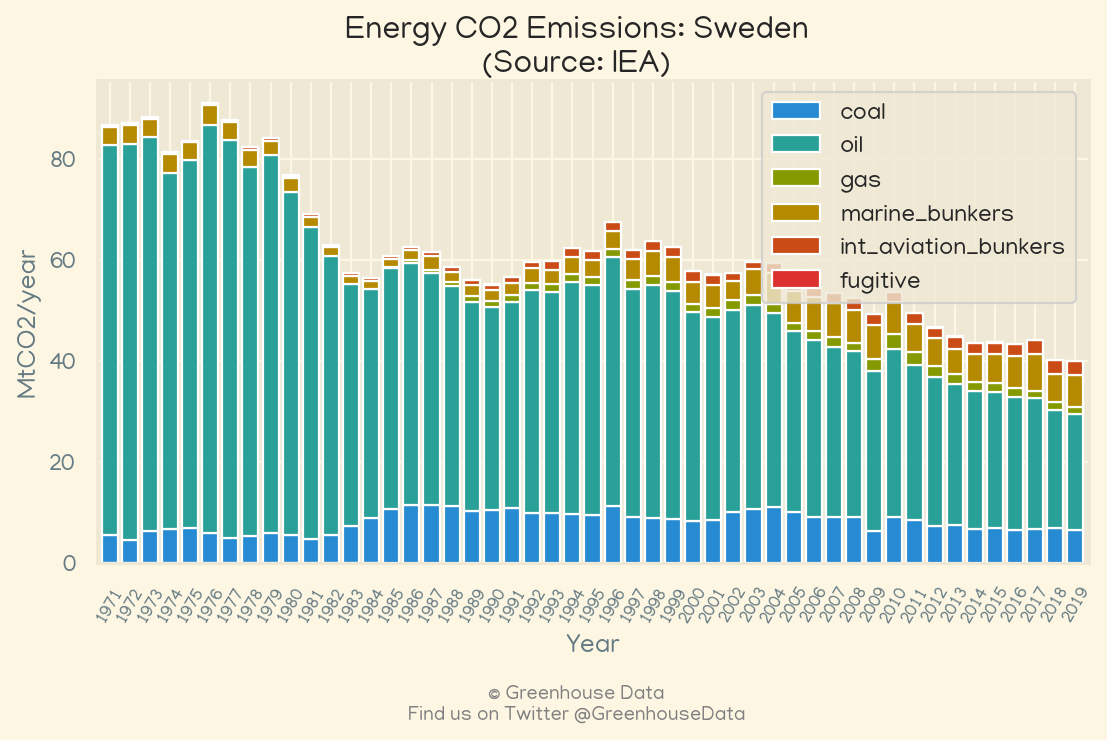 Energy CO2 Emissions: Sweden
(Source: IEA)
coal
oil
gas
marine_bunkers
int_aviation_bunkers
fugitive
MtCO2/year
80
60
40
20
0
1971 1972 1973 1974 1975 1976 1977 1978 1979 1980 1981 1982 1983 1984 1985 1986 1987 1988 1989 1990 1991 1992 1993 1994 1995 1996 1997 1998 1999 2000 2001 2002 2003 2004 2005 2006 2007 2008 2009 2010 2011 2012 2013 2014 2015 2016 2017 2018 2019
Year
© Greenhouse Data
Find us on Twitter @GreenhouseData